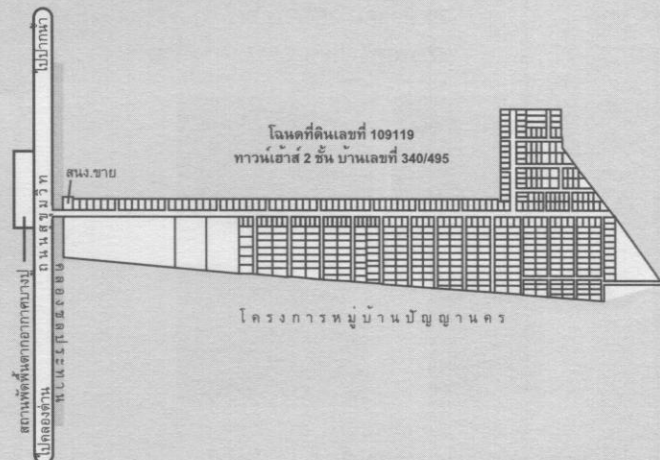 ไปปากน้ำ
โฉนดที่ดินเลขที่ 109119
ทาวน์เฮ้าส์ 2 ชั้น บ้านเลขที่ 340/495
สนง.ขาย
ถนนสุขุมวิท
สถานพักฟื้นตากอากาศบางปู
คลองชลประทาน
โครงการหมู่บ้านปัญญานคร
ไปคลองด่าน